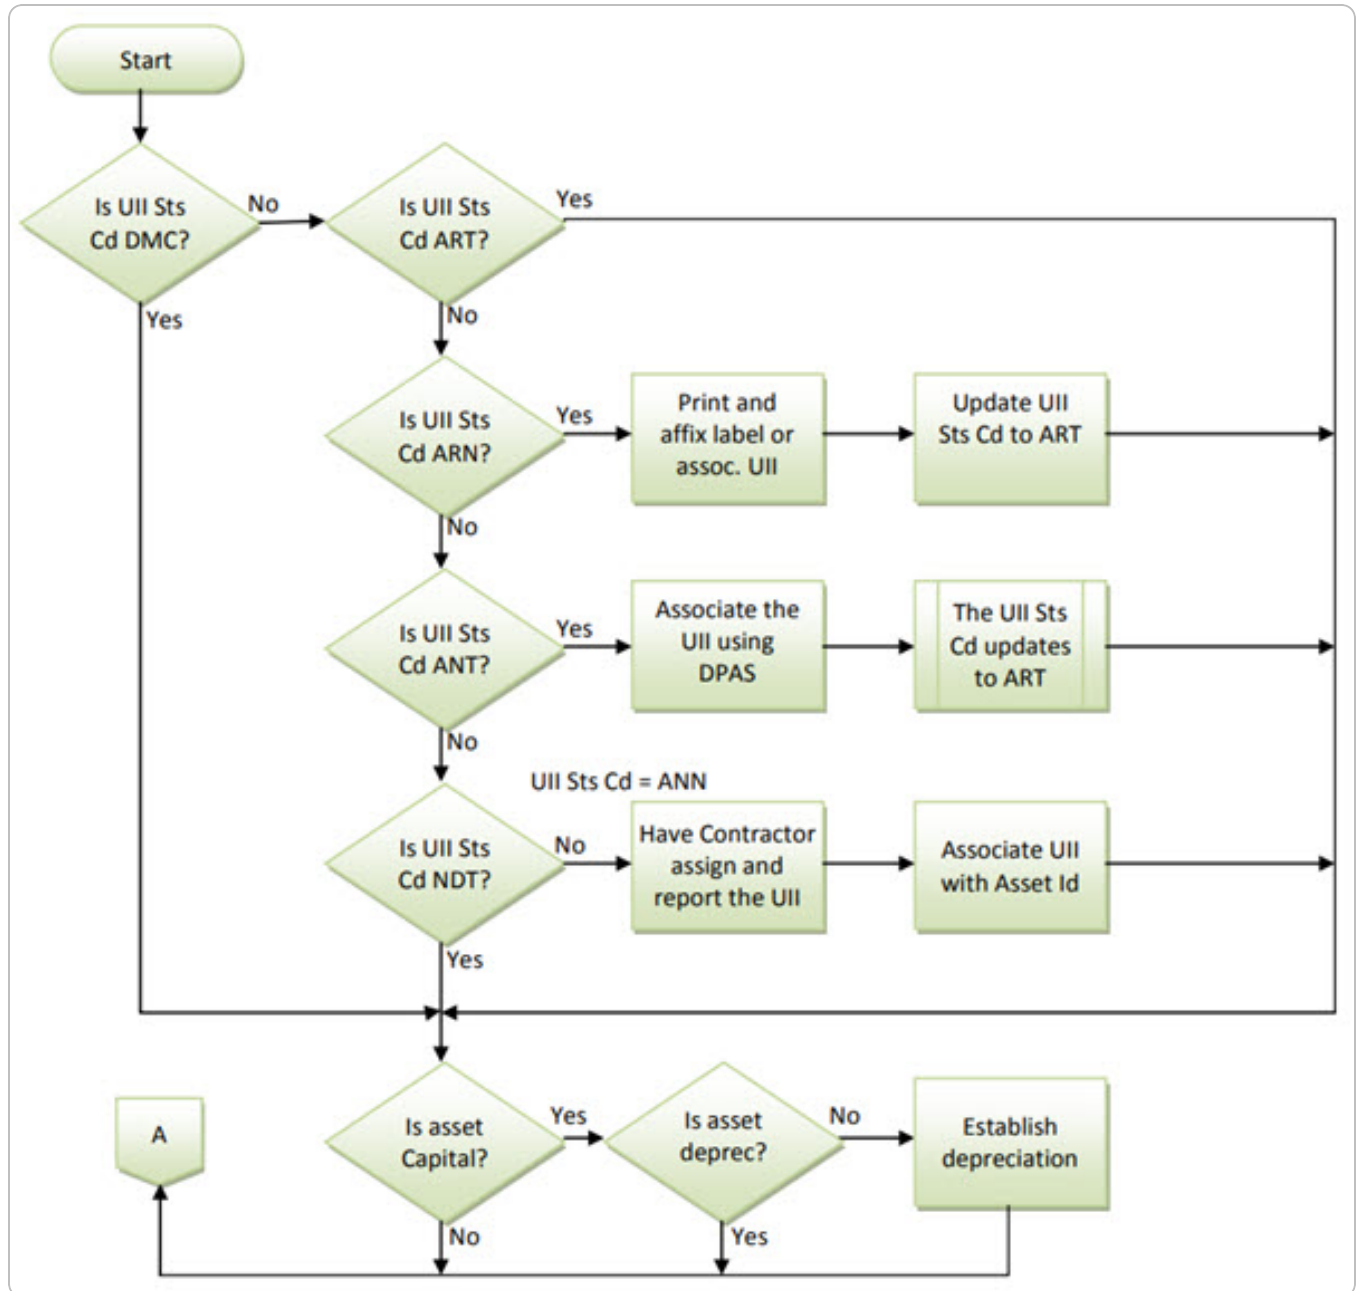 Start
Is UII Sts
Cd DMC?
No
Is UII Sts
Cd ART?
Yes
Yes
No
Is UII Sts
Cd ARN?
Yes
Print and
affix label or
assoc. UII
Update UII
Sts Cd to ART
No
Is UII Sts
Cd ANT?
Yes
Associate the
UII using
DPAS
The UII Sts
Cd updates
to ART
No
UII Sts Cd = ANN
Is UII Sts
Cd NDT?
No
Have Contractor
assign and
report the UII
Associate UII
with Asset Id
Yes
A
Is asset
Capital?
Yes
Is asset
deprec?
No
Establish
depreciation
No
Yes